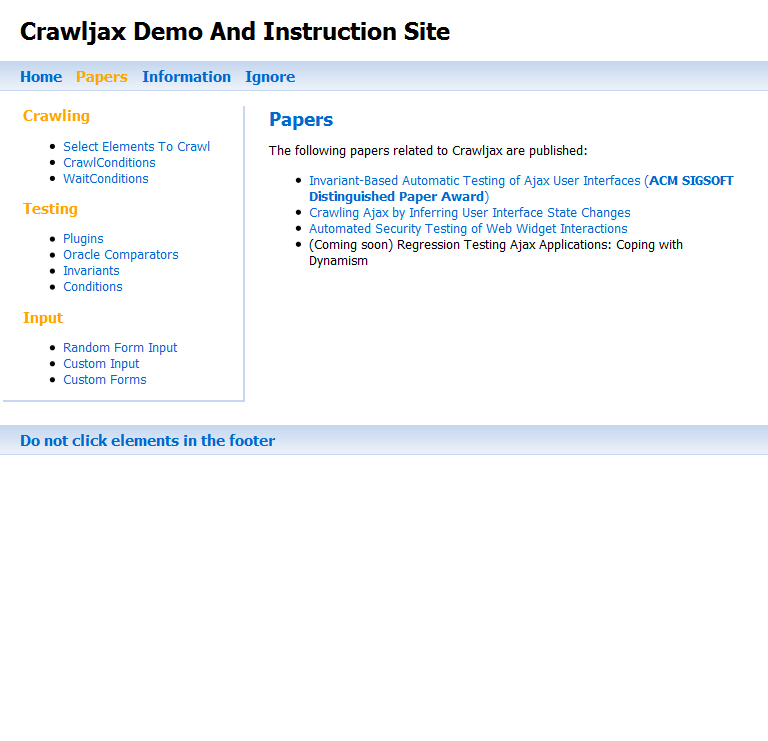 Crawljax Demo And Instruction Site
Home Papers Information Ignore
Crawling
Select Elements To Crawl
CrawlConditions
WaitConditions
Testing
Plugins
Oracle Comparators
Invariants
Conditions
Input
Random Form Input
Custom Input
Custom Forms
Papers
The following papers related to Crawljax are published:
Invariant-Based Automatic Testing of Ajax User Interfaces (ACM SIGSOFT
Distinguished Paper Award)
Crawling Ajax by Inferring User Interface State Changes
Automated Security Testing of Web Widget Interactions
(Coming soon) Regression Testing Ajax Applications: Coping with
Dynamism
Do not click elements in the footer